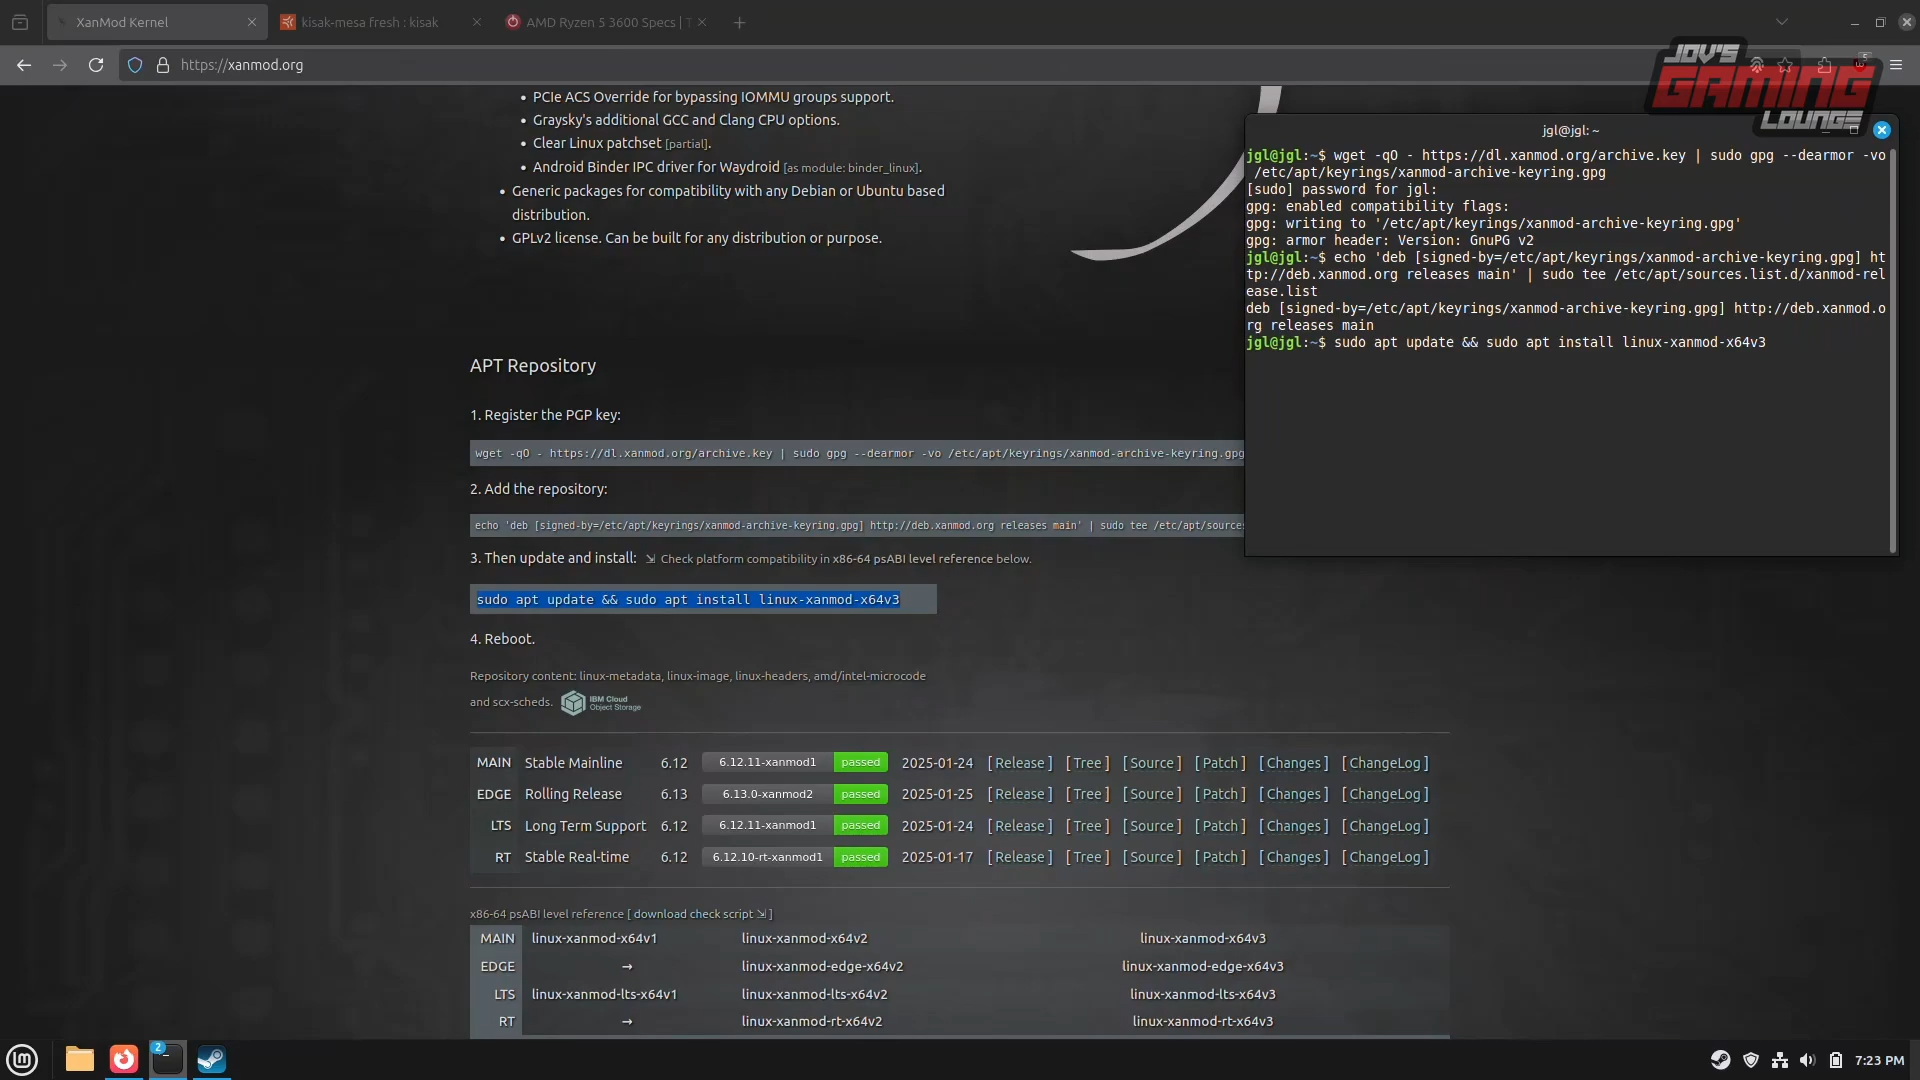 XanMod Kernel
kisak-mesa fresh : kisak
AMD Ryzen 5 3600 Specs | T
https://xanmod.org
JOV'S
GAMING
LOUNGE
PCIe ACS Override for bypassing IOMMU groups support.
Graysky's additional GCC and Clang CPU options.
Clear Linux patchset [partial].
Android Binder IPC driver for Waydroid [as module: binder_linux].
Generic packages for compatibility with any Debian or Ubuntu based
distribution.
GPLv2 license. Can be built for any distribution or purpose.
APT Repository
1. Register the PGP key:
wget -qO - https://dl.xanmod.org/archive.key | sudo gpg --dearmor -vo /etc/apt/keyrings/xanmod-archive-keyring.gpg
2. Add the repository:
echo 'deb [signed-by=/etc/apt/keyrings/xanmod-archive-keyring.gpg] http://deb.xanmod.org releases main' | sudo tee /etc/apt/sources
3. Then update and install: ⇲ Check platform compatibility in x86-64 psABI level reference below.
sudo apt update && sudo apt install linux-xanmod-x64v3
4. Reboot.
Repository content: linux-metadata, linux-image, linux-headers, amd/intel-microcode
and scx-scheds. IBM Cloud
Object Storage
MAIN Stable Mainline 6.12 6.12.11-xanmod1 passed 2025-01-24 [ Release ] [ Tree ] [ Source ] [ Patch ] [ Changes ] [ ChangeLog ]
EDGE Rolling Release 6.13 6.13.0-xanmod2 passed 2025-01-25 [ Release ] [ Tree ] [ Source ] [ Patch ] [ Changes ] [ ChangeLog ]
LTS Long Term Support 6.12 6.12.11-xanmod1 passed 2025-01-24 [ Release ] [ Tree ] [ Source ] [ Patch ] [ Changes ] [ ChangeLog ]
RT Stable Real-time 6.12 6.12.10-rt-xanmod1 passed 2025-01-17 [ Release ] [ Tree ] [ Source ] [ Patch ] [ Changes ] [ ChangeLog ]
x86-64 psABI level reference [ download check script ⇲ ]
MAIN linux-xanmod-x64v1 linux-xanmod-x64v2 linux-xanmod-x64v3
EDGE → linux-xanmod-edge-x64v2 linux-xanmod-edge-x64v3
LTS linux-xanmod-lts-x64v1 linux-xanmod-lts-x64v2 linux-xanmod-lts-x64v3
RT → linux-xanmod-rt-x64v2 linux-xanmod-rt-x64v3
jgl@jgl: ~
jgl@jgl:~$ wget -qO - https://dl.xanmod.org/archive.key | sudo gpg --dearmor -vo
/etc/apt/keyrings/xanmod-archive-keyring.gpg
[sudo] password for jgl:
gpg: enabled compatibility flags:
gpg: writing to '/etc/apt/keyrings/xanmod-archive-keyring.gpg'
gpg: armor header: Version: GnuPG v2
jgl@jgl:~$ echo 'deb [signed-by=/etc/apt/keyrings/xanmod-archive-keyring.gpg] ht
tp://deb.xanmod.org releases main' | sudo tee /etc/apt/sources.list.d/xanmod-rel
ease.list
deb [signed-by=/etc/apt/keyrings/xanmod-archive-keyring.gpg] http://deb.xanmod.o
rg releases main
jgl@jgl:~$ sudo apt update && sudo apt install linux-xanmod-x64v3
2
7:23 PM